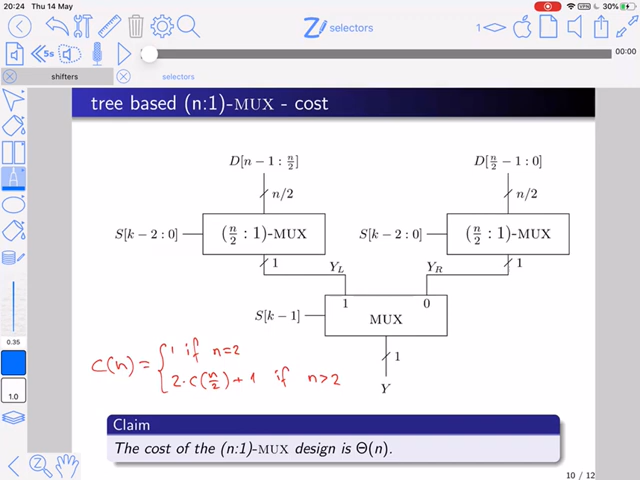 20:24 Thu 14 May
30%
5s
selectors
00:00
shifters
selectors
tree based (n:1)-MUX - cost
D[n − 1 : n/2]
D[n/2 − 1 : 0]
n/2
n/2
S[k − 2 : 0]
(n/2 : 1)-MUX
S[k − 2 : 0]
(n/2 : 1)-MUX
1
Y_L
Y_R
1
1
0
S[k − 1]
MUX
1
Y
C(n) = { 1 if n=2
2·C(n/2)+1 if n>2
0.35
1.0
Claim
The cost of the (n:1)-MUX design is Θ(n).
10 / 12